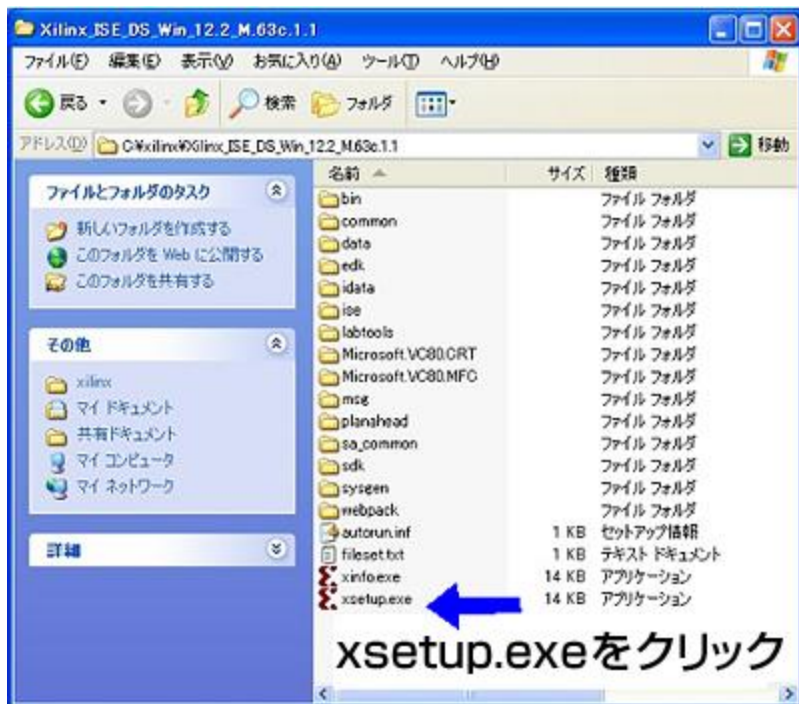 Xilinx_ISE_DS_Win_12.2_M.63c.1.1
ファイル(F) 編集(E) 表示(V) お気に入り(A) ツール(T) ヘルプ(H)
戻る 検索 フォルダ
アドレス(D) C:¥xilinx¥Xilinx_ISE_DS_Win_12.2_M.63c.1.1 移動
ファイルとフォルダのタスク
新しいフォルダを作成する
このフォルダを Web に公開する
このフォルダを共有する
その他
xilinx
マイ ドキュメント
共有ドキュメント
マイ コンピュータ
マイ ネットワーク
詳細
名前 サイズ 種類
bin ファイル フォルダ
common ファイル フォルダ
data ファイル フォルダ
edk ファイル フォルダ
idata ファイル フォルダ
ise ファイル フォルダ
labtools ファイル フォルダ
Microsoft.VC80.CRT ファイル フォルダ
Microsoft.VC80.MFC ファイル フォルダ
msg ファイル フォルダ
planahead ファイル フォルダ
sa_common ファイル フォルダ
sdk ファイル フォルダ
sysgen ファイル フォルダ
webpack ファイル フォルダ
autorun.inf 1 KB セットアップ情報
fileset.txt 1 KB テキスト ドキュメント
xinfo.exe 14 KB アプリケーション
xsetup.exe 14 KB アプリケーション
xsetup.exeをクリック